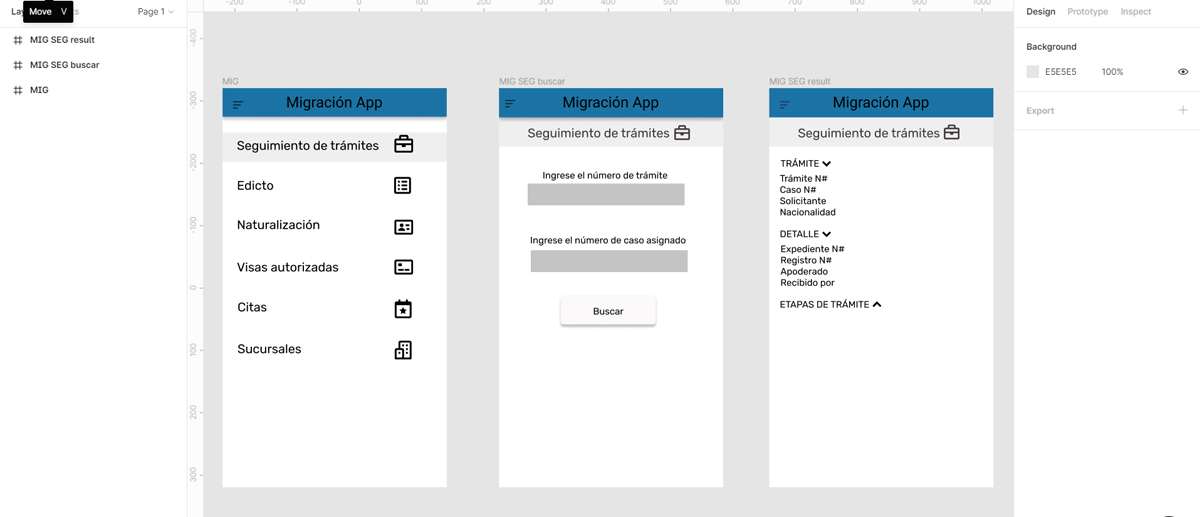 Lay
Move V
ts
Page 1
MIG SEG result
MIG SEG buscar
MIG
-200 -100 0 100 200 300 400 500 600 700 800 900 1000
-400
-300
-200
-100
0
100
200
300
MIG
Migración App
Seguimiento de trámites
Edicto
Naturalización
Visas autorizadas
Citas
Sucursales
MIG SEG buscar
Migración App
Seguimiento de trámites
Ingrese el número de trámite
Ingrese el número de caso asignado
Buscar
MIG SEG result
Migración App
Seguimiento de trámites
TRÁMITE
Trámite N#
Caso N#
Solicitante
Nacionalidad
DETALLE
Expediente N#
Registro N#
Apoderado
Recibido por
ETAPAS DE TRÁMITE
Design Prototype Inspect
Background
E5E5E5 100%
Export